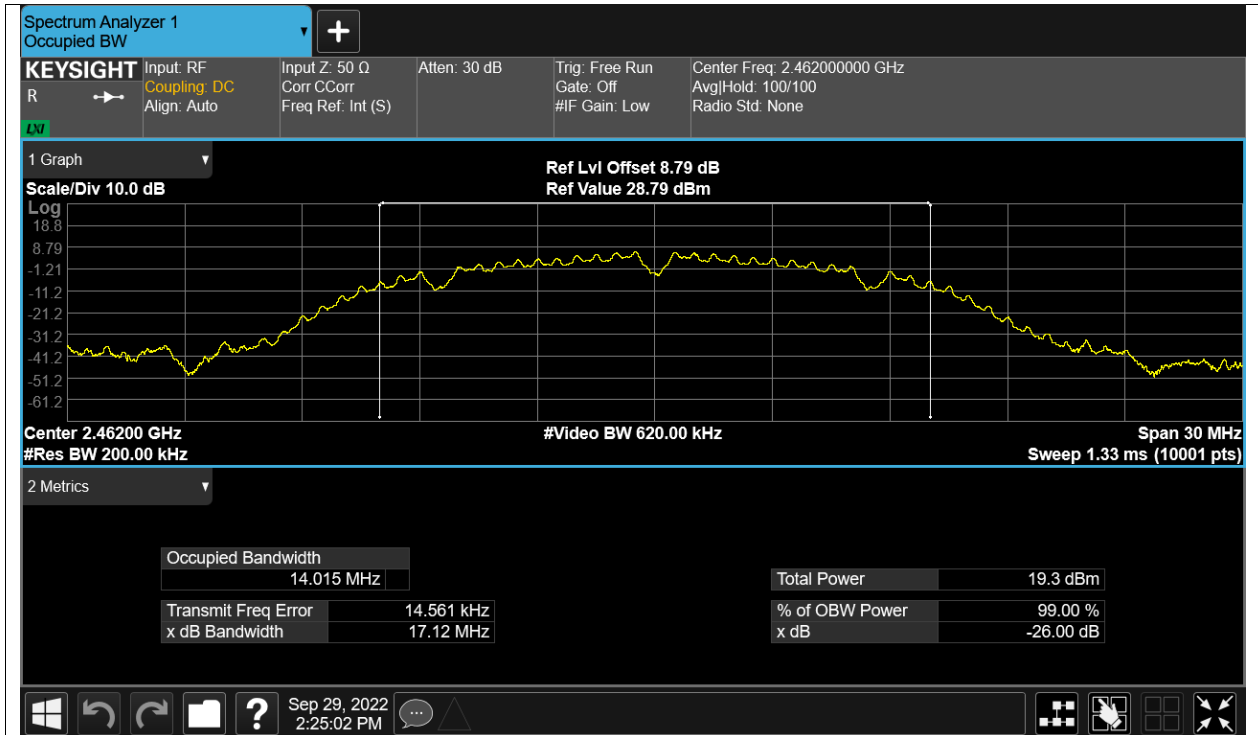 Spectrum Analyzer 1
Occupied BW
KEYSIGHT
R
LXI
Input: RF
Coupling: DC
Align: Auto
Input Z: 50 Ω
Corr CCorr
Freq Ref: Int (S)
Atten: 30 dB
Trig: Free Run
Gate: Off
#IF Gain: Low
Center Freq: 2.462000000 GHz
Avg|Hold: 100/100
Radio Std: None
1 Graph
Scale/Div 10.0 dB
Ref Lvl Offset 8.79 dB
Ref Value 28.79 dBm
Log
18.8
8.79
-1.21
-11.2
-21.2
-31.2
-41.2
-51.2
-61.2
Center 2.46200 GHz
#Video BW 620.00 kHz
Span 30 MHz
#Res BW 200.00 kHz
Sweep 1.33 ms (10001 pts)
2 Metrics
Occupied Bandwidth
14.015 MHz
Transmit Freq Error 14.561 kHz
x dB Bandwidth 17.12 MHz
Total Power 19.3 dBm
% of OBW Power 99.00 %
x dB -26.00 dB
?
Sep 29, 2022
2:25:02 PM